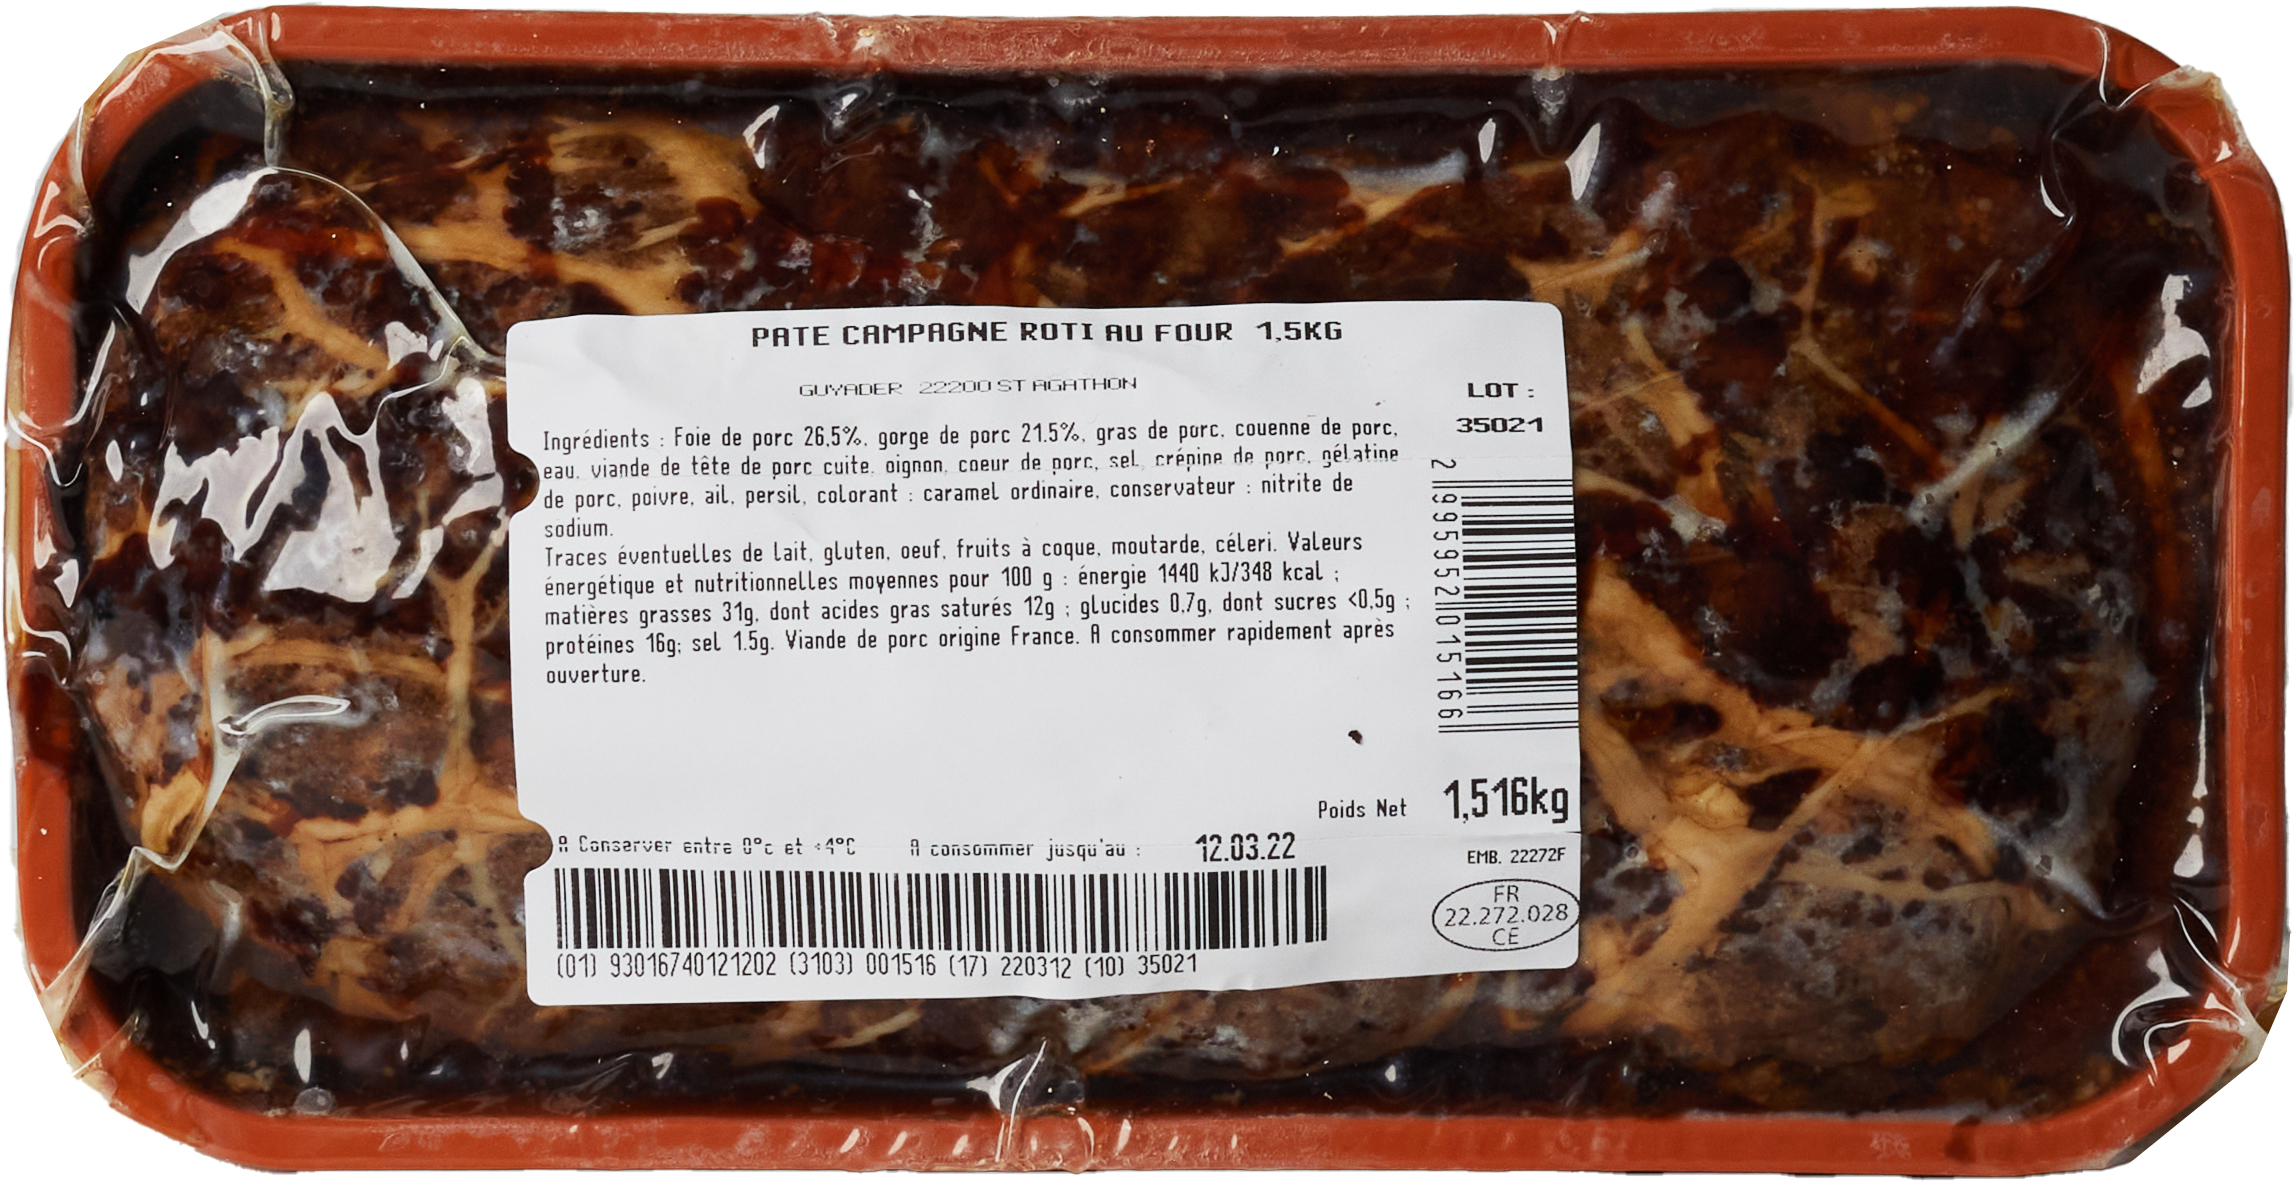 PATE CAMPAGNE ROTI AU FOUR 1,5KG
GUYADER 22200 ST AGATHON
LOT :
35021
Ingrédients : Foie de porc 26,5%, gorge de porc 21.5%, gras de porc, couenne de porc,
eau, viande de tête de porc cuite, oignon, coeur de porc, sel, crépine de porc, gélatine
de porc, poivre, ail, persil, colorant : caramel ordinaire, conservateur : nitrite de
sodium.
Traces éventuelles de lait, gluten, oeuf, fruits à coque, moutarde, céleri. Valeurs
énergétique et nutritionnelles moyennes pour 100 g : énergie 1440 kJ/348 kcal ;
matières grasses 31g, dont acides gras saturés 12g ; glucides 0,7g, dont sucres <0,5g ;
protéines 16g; sel 1.5g. Viande de porc origine France. A consommer rapidement après
ouverture.
2 995952 015166
Poids Net 1,516kg
A Conserver entre 0°c et +4°C A consommer jusqu'au : 12.03.22
EMB. 22272F
FR
22.272.028
CE
(01) 93016740121202 (3103) 001516 (17) 220312 (10) 35021